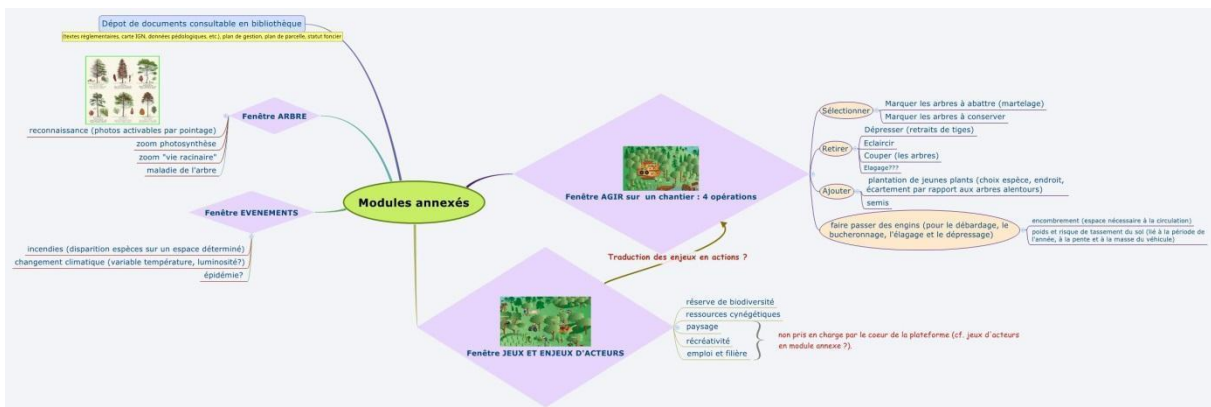 Dépot de documents consultable en bibliothèque
(textes règlementaires, carte IGN, données pédologiques, etc.), plan de gestion, plan de parcelle, statut foncier
Fenêtre ARBRE
reconnaissance (photos activables par pointage)
zoom photosynthèse
zoom "vie racinaire"
maladie de l'arbre
Fenêtre EVENEMENTS
incendies (disparition espèces sur un espace déterminé)
changement climatique (variable température, luminosité?)
épidémie?
Modules annexés
Fenêtre AGIR sur un chantier : 4 opérations
Sélectionner
Marquer les arbres à abattre (martelage)
Marquer les arbres à conserver
Retirer
Dépresser (retraits de tiges)
Eclaircir
Couper (les arbres)
Elagage???
Ajouter
plantation de jeunes plants (choix espèce, endroit,
écartement par rapport aux arbres alentours)
semis
faire passer des engins (pour le débardage, le
bucheronnage, l'élagage et le dépressage)
encombrement (espace nécessaire à la circulation)
poids et risque de tassement du sol (lié à la période de
l'année, à la pente et à la masse du véhicule)
Traduction des enjeux en actions ?
Fenêtre JEUX ET ENJEUX D'ACTEURS
réserve de biodiversité
ressources cynégétiques
paysage
récréativité
emploi et filière
non pris en charge par le coeur de la plateforme (cf. jeux d'acteurs
en module annexe ?).